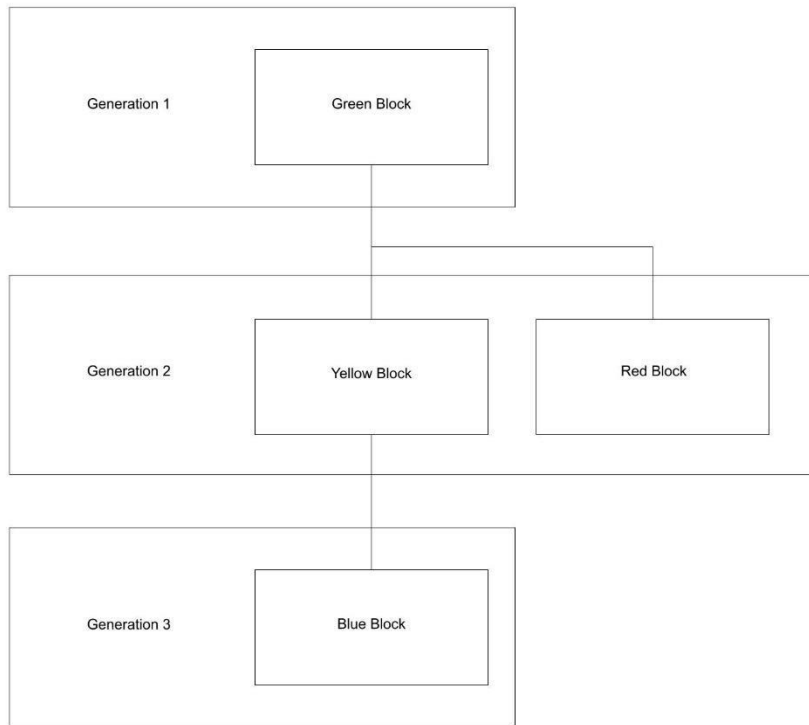 Generation 1
Green Block
Generation 2
Yellow Block
Red Block
Generation 3
Blue Block